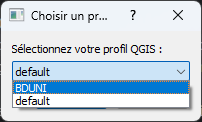 Choisir un pr...
Sélectionnez votre profil QGIS :
default
BDUNI
default